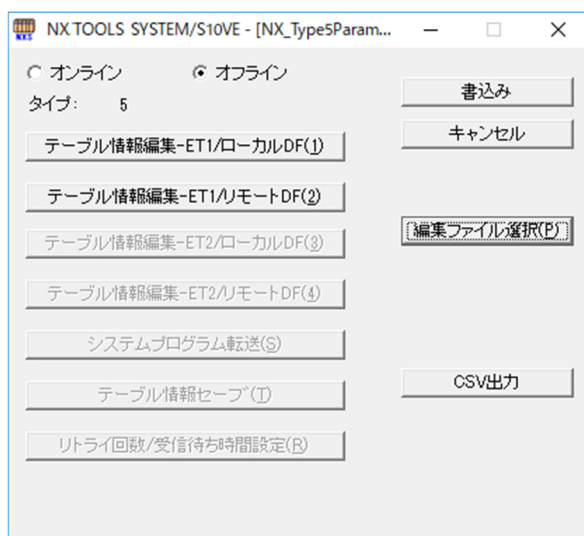 NX TOOLS SYSTEM/S10VE - [NX_Type5Param...
オンライン
オフライン
タイプ: 5
書込み
キャンセル
テーブル情報編集-ET1/ローカルDF(1)
テーブル情報編集-ET1/リモートDF(2)
編集ファイル選択(P)
テーブル情報編集-ET2/ローカルDF(3)
テーブル情報編集-ET2/リモートDF(4)
システムプログラム転送(S)
テーブル情報セーブ(T)
CSV出力
リトライ回数/受信待ち時間設定(R)